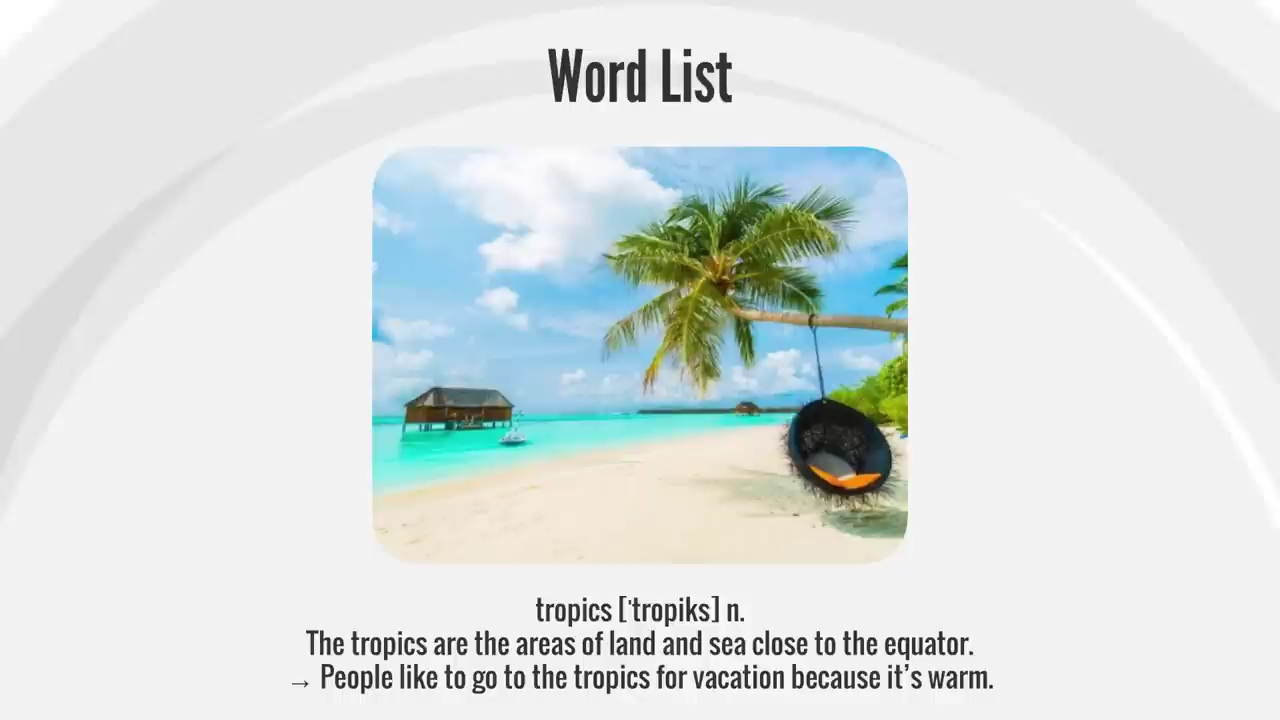 Word List
tropics [ˈtropiks] n.
The tropics are the areas of land and sea close to the equator.
→ People like to go to the tropics for vacation because it’s warm.